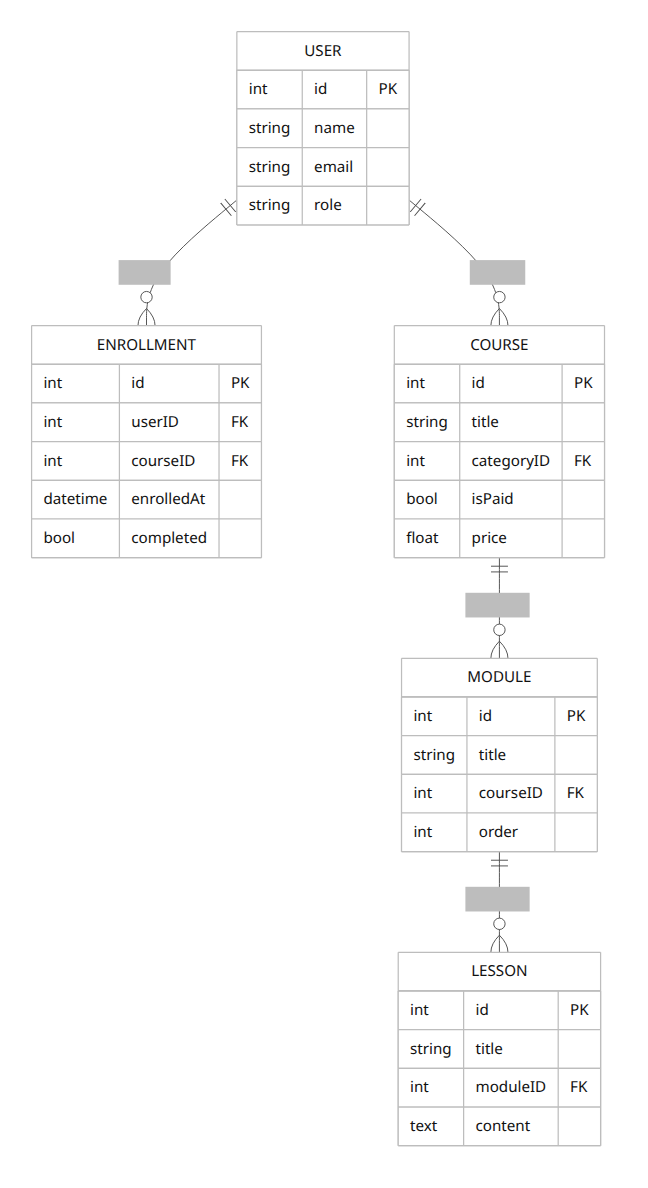 USER
int id PK
string name
string email
string role
ENROLLMENT
int id PK
int userID FK
int courseID FK
datetime enrolledAt
bool completed
COURSE
int id PK
string title
int categoryID FK
bool isPaid
float price
MODULE
int id PK
string title
int courseID FK
int order
LESSON
int id PK
string title
int moduleID FK
text content